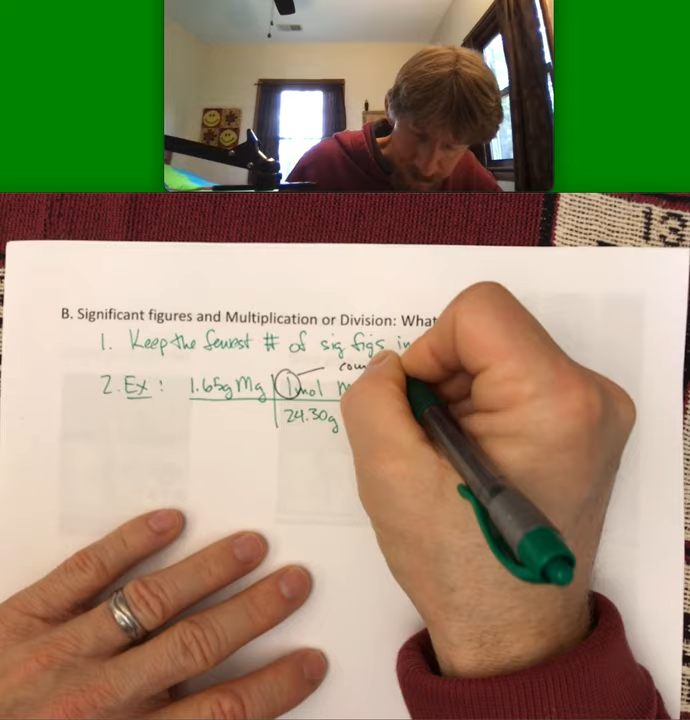 B. Significant figures and Multiplication or Division: What
1. Keep the fewest # of sig figs in
2. Ex : 1.65g Mg 1 mol
24.30g
13